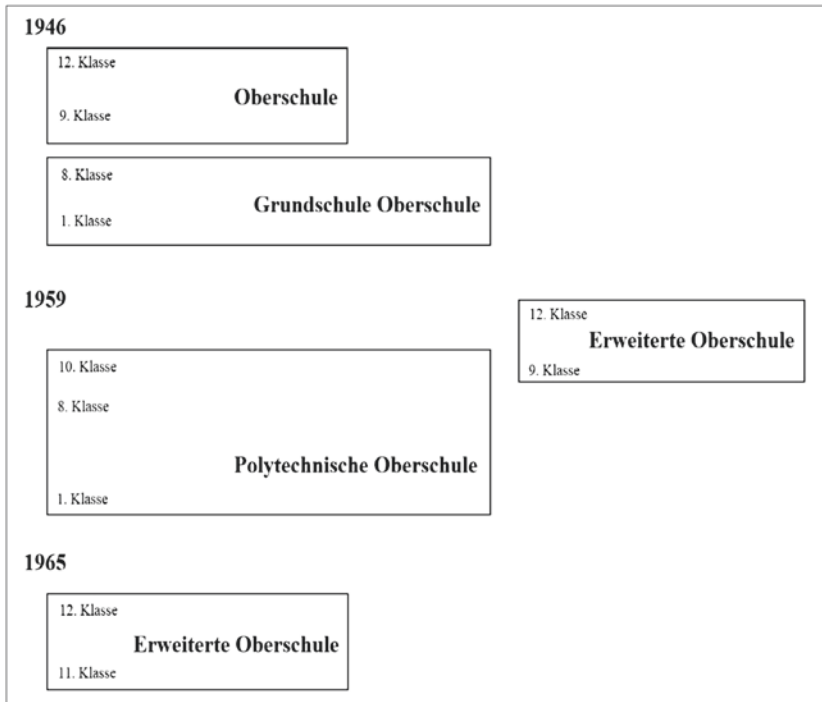 1946
12. Klasse
Oberschule
9. Klasse
8. Klasse
Grundschule Oberschule
1. Klasse
1959
12. Klasse
Erweiterte Oberschule
9. Klasse
10. Klasse
8. Klasse
Polytechnische Oberschule
1. Klasse
1965
12. Klasse
Erweiterte Oberschule
11. Klasse